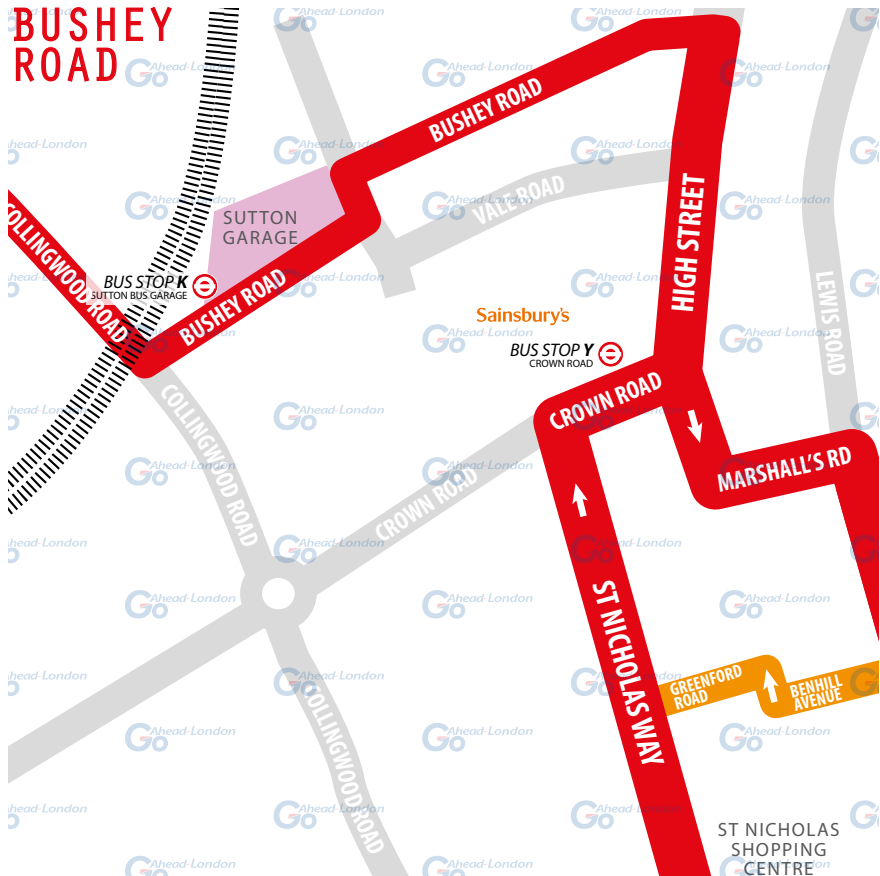 BUSHEY
ROAD
BUSHEY ROAD
VALE ROAD
HIGH STREET
LEWIS ROAD
SUTTON
GARAGE
COLLINGWOOD ROAD
BUS STOP K
SUTTON BUS GARAGE
BUSHEY ROAD
Sainsbury's
BUS STOP Y
CROWN ROAD
CROWN ROAD
COLLINGWOOD ROAD
CROWN ROAD
MARSHALL'S RD
ST NICHOLAS WAY
GREENFORD
ROAD
BENHILL
AVENUE
COLLINGWOOD ROAD
ST NICHOLAS
SHOPPING
CENTRE
Go Ahead-London